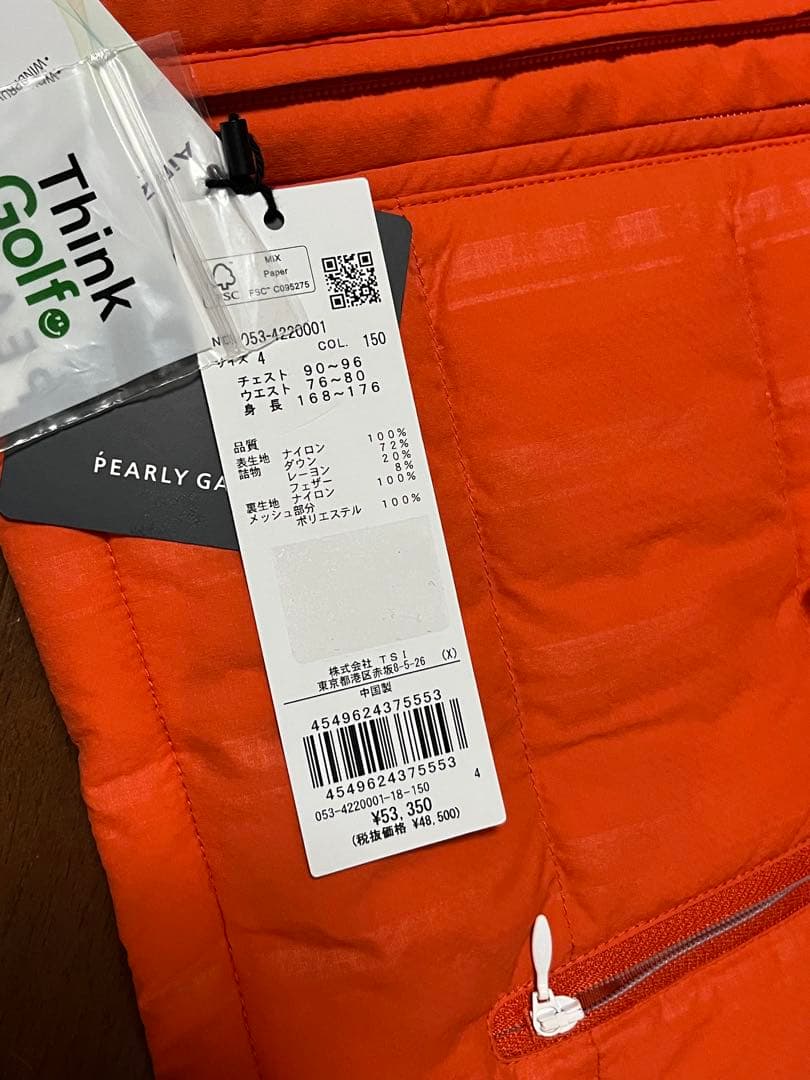 Think
Golf
PEARLY GA
MIX
Paper
FSC™ C095275
053-4220001
COL. 150
サイズ 4
チェスト 90~96
ウエスト 76~80
身長 168~176
品質
表生地 ナイロン 100%
詰物 ダウン 72%
レーヨン 20%
フェザー 8%
裏生地 ナイロン 100%
メッシュ部分
ポリエステル 100%
株式会社 TSI
東京都港区赤坂8-5-26 (X)
中国製
4549624375553
4549624375553
4
053-4220001-18-150
¥53,350
(税抜価格 ¥48,500)